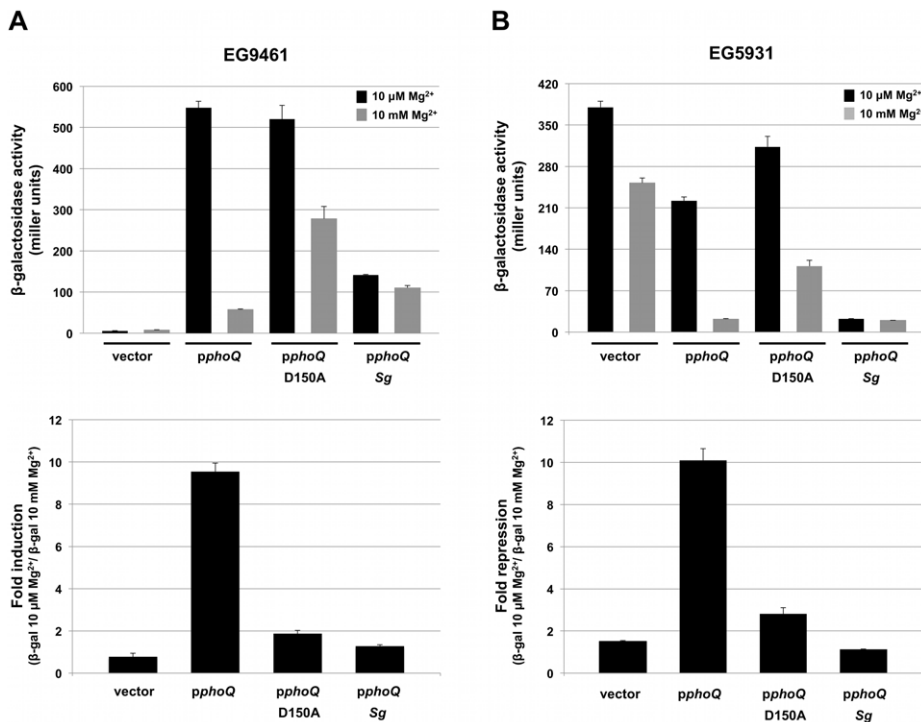 A
EG9461
β-galactosidase activity
(miller units)
600
500
400
300
200
100
0
10 μM Mg²⁺
10 mM Mg²⁺
vector
pphoQ
pphoQ
D150A
pphoQ
Sg
B
EG5931
β-galactosidase activity
(miller units)
420
350
280
210
140
70
0
10 μM Mg²⁺
10 mM Mg²
vector
pphoQ
pphoQ
D150A
pphoQ
Sg
Fold induction
(β-gal 10 μM Mg²⁺/ β-gal 10 mM Mg²⁺)
12
10
8
6
4
2
0
vector
pphoQ
pphoQ
D150A
pphoQ
Sg
Fold repression
(β-gal 10 μM Mg²⁺/ β-gal 10 mM Mg²⁺)
12
10
8
6
4
2
0
vector
pphoQ
pphoQ
D150A
pphoQ
Sg